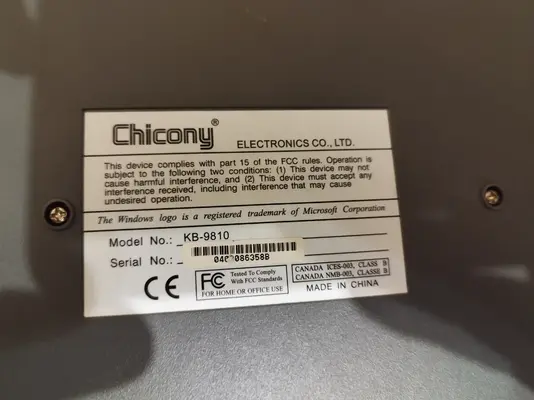 Chicony®
ELECTRONICS CO., LTD.
This device complies with part 15 of the FCC rules. Operation is
subject to the following two conditions: (1) This device may not
cause harmful interference, and (2) This device must accept any
interference received, including interference that may cause
undesired operation.
The Windows logo is a registered trademark of Microsoft Corporation
Model No.: KB-9810
Serial No.:
CE
FC Tested To Comply
With FCC Standards
FOR HOME OR OFFICE USE
CANADA ICES-003, CLASS B
CANADA NMB-003, CLASSE B
MADE IN CHINA